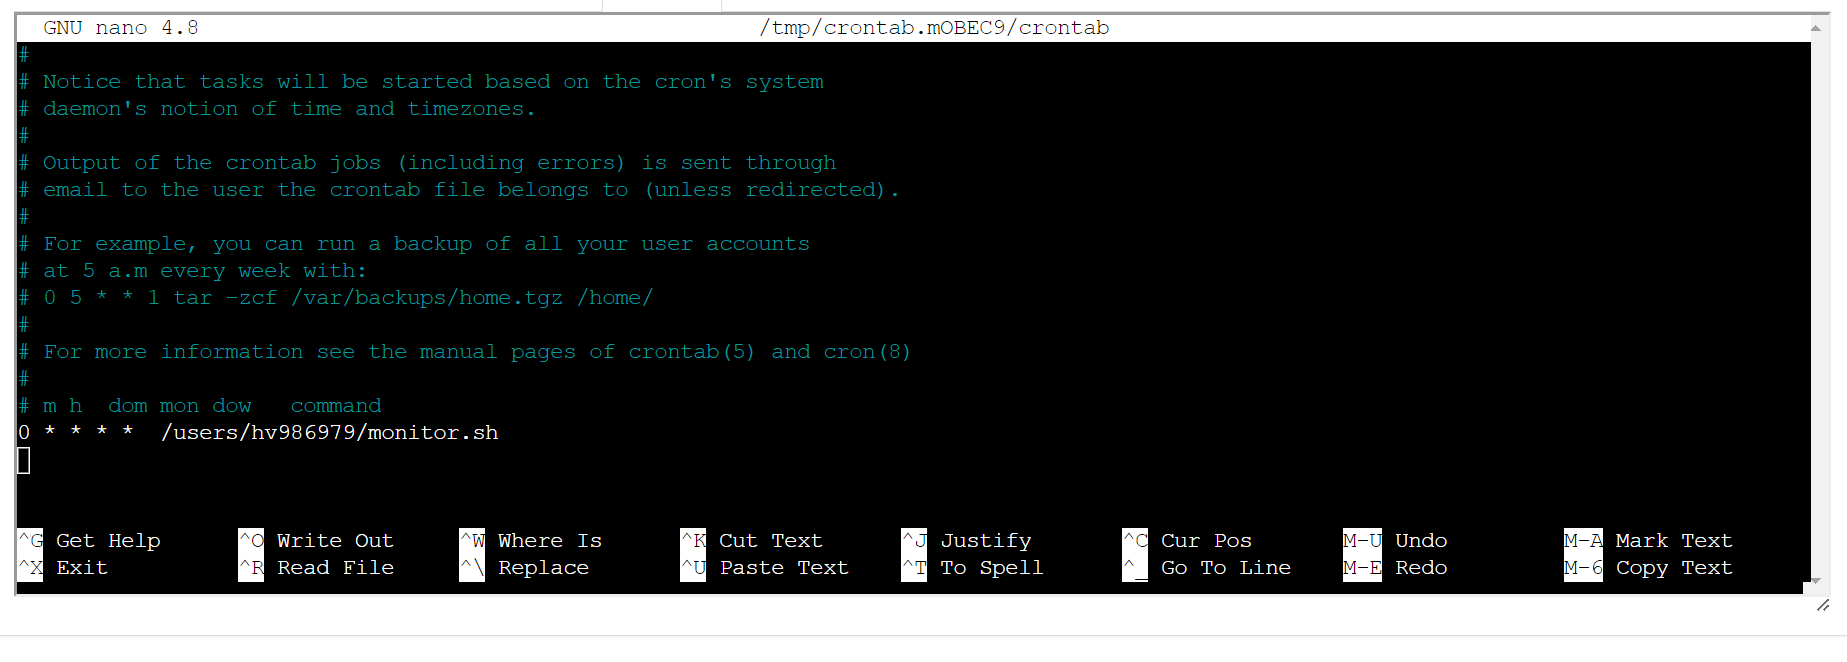 GNU nano 4.8 /tmp/crontab.mOBEC9/crontab
#
# Notice that tasks will be started based on the cron's system
# daemon's notion of time and timezones.
#
# Output of the crontab jobs (including errors) is sent through
# email to the user the crontab file belongs to (unless redirected).
#
# For example, you can run a backup of all your user accounts
# at 5 a.m every week with:
# 0 5 * * 1 tar -zcf /var/backups/home.tgz /home/
#
# For more information see the manual pages of crontab(5) and cron(8)
#
# m h  dom mon dow   command
0 * * * *  /users/hv986979/monitor.sh
^G Get Help ^O Write Out ^W Where Is ^K Cut Text ^J Justify ^C Cur Pos M-U Undo M-A Mark Text
^X Exit ^R Read File ^\ Replace ^U Paste Text ^T To Spell ^_ Go To Line M-E Redo M-6 Copy Text